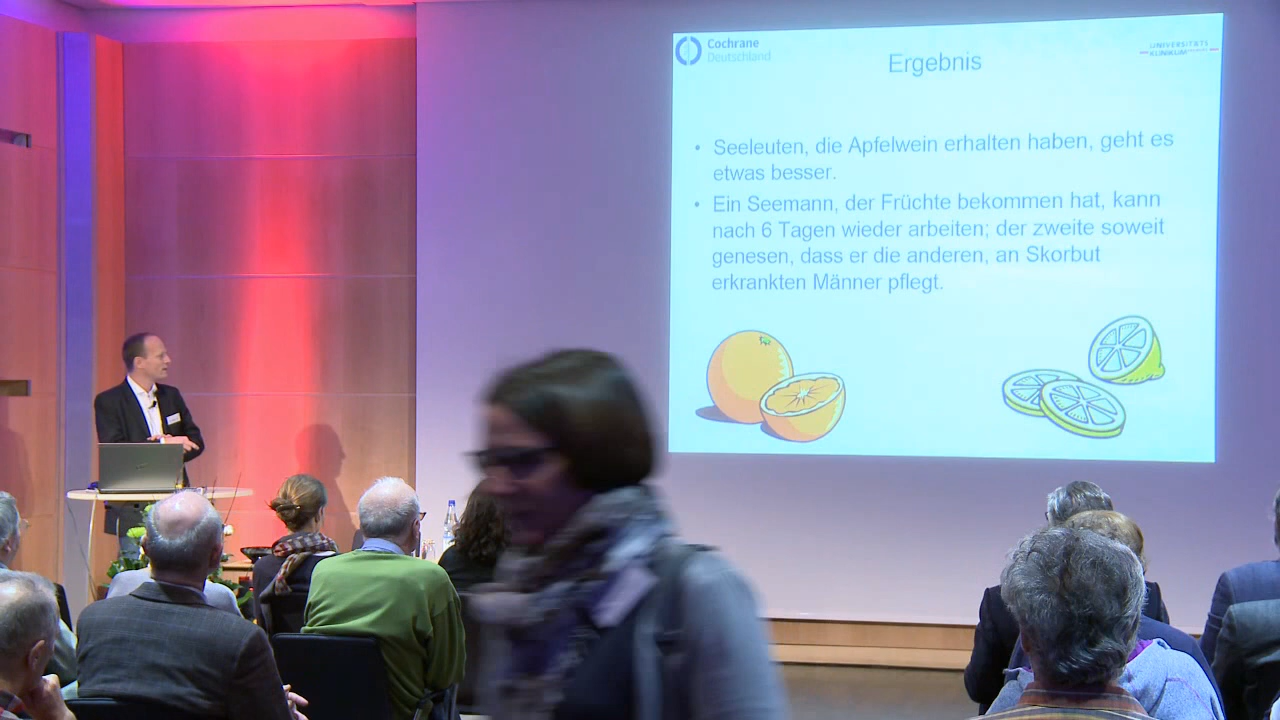 Cochrane
Deutschland
UNIVERSITÄTS
KLINIKUM
Ergebnis
• Seeleuten, die Apfelwein erhalten haben, geht es
etwas besser.
• Ein Seemann, der Früchte bekommen hat, kann
nach 6 Tagen wieder arbeiten; der zweite soweit
genesen, dass er die anderen, an Skorbut
erkrankten Männer pflegt.